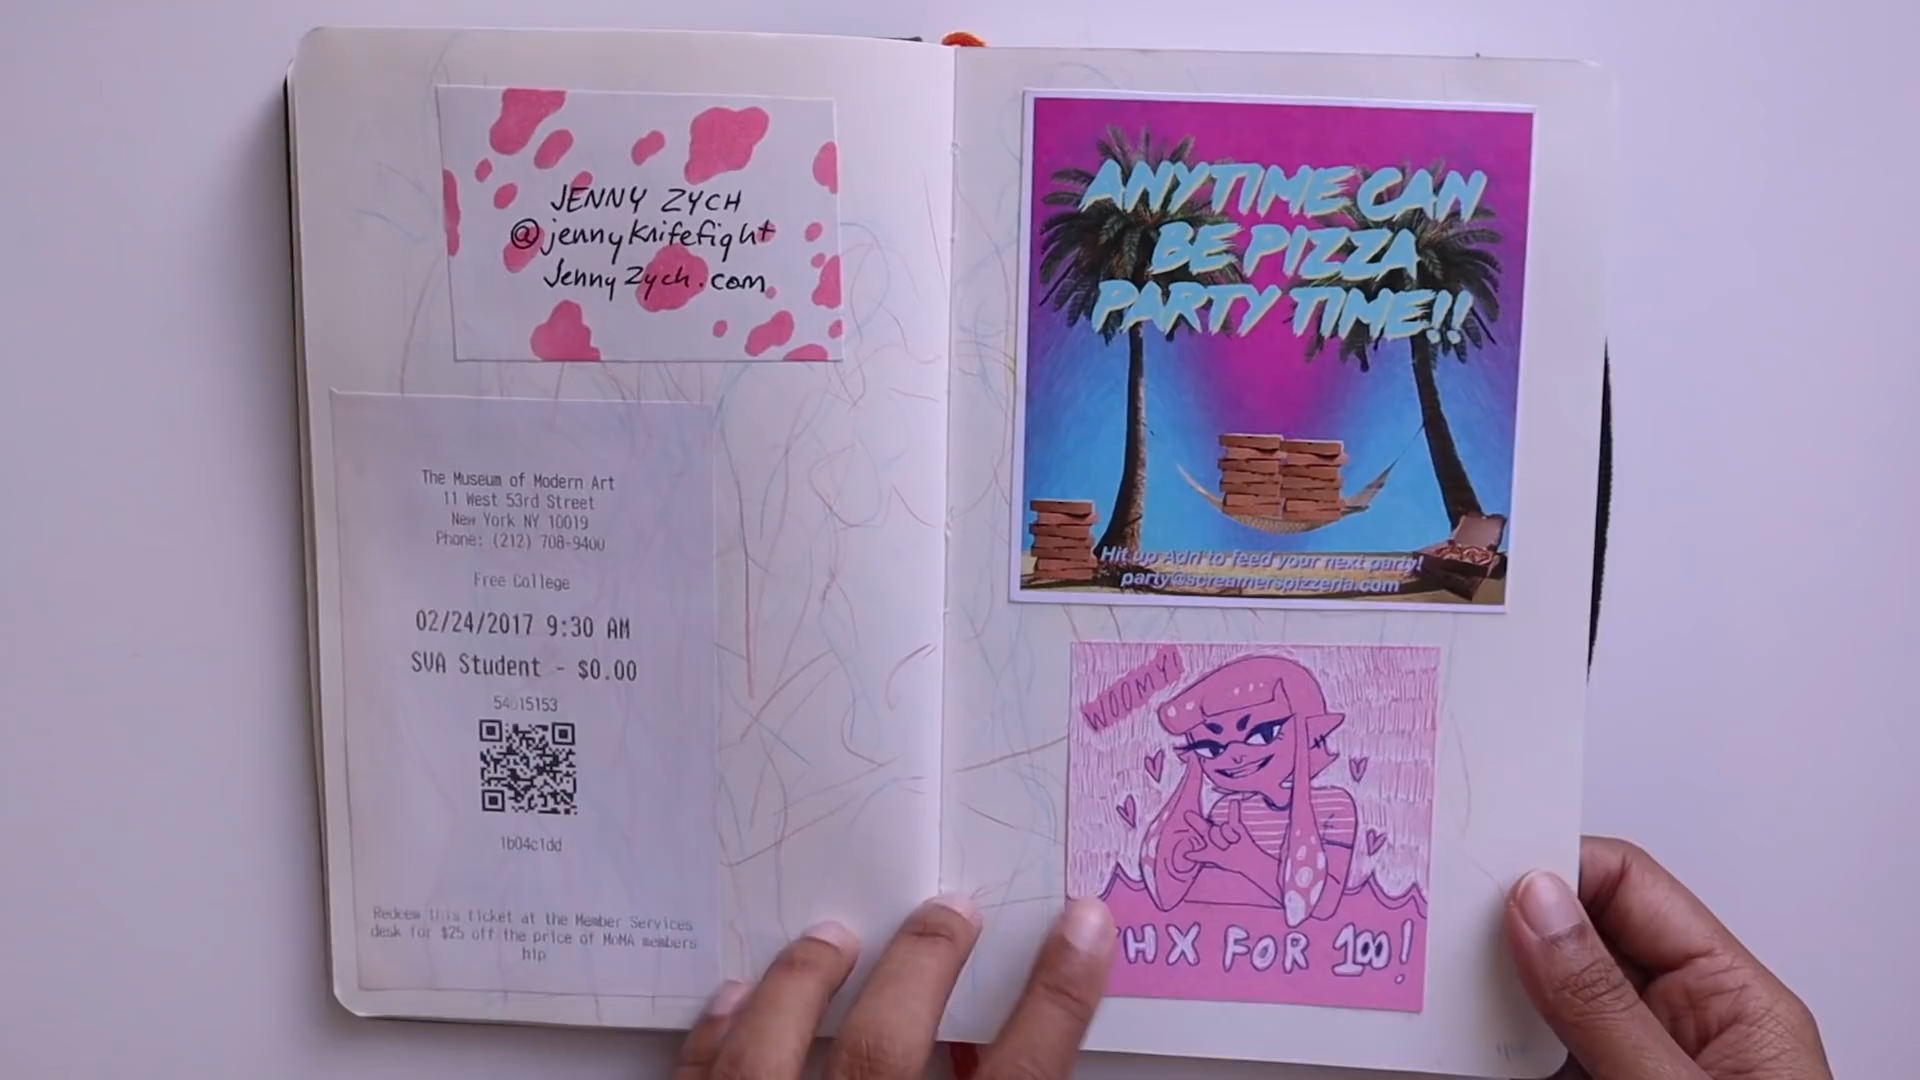 JENNY ZYCH
@jennyknifefight
JennyZych.com
The Museum of Modern Art
11 West 53rd Street
New York NY 10019
Phone: (212) 708-9400
Free College
02/24/2017 9:30 AM
SVA Student - $0.00
1b04c1dd
Redeem this ticket at the Member Services
desk for $25 off the price of MoMA members
hip
ANYTIME CAN
BE PIZZA
PARTY TIME!!
Hit up Adri to feed your next party!
party@screamerspizzeria.com
WOOMY!
HX FOR 100!